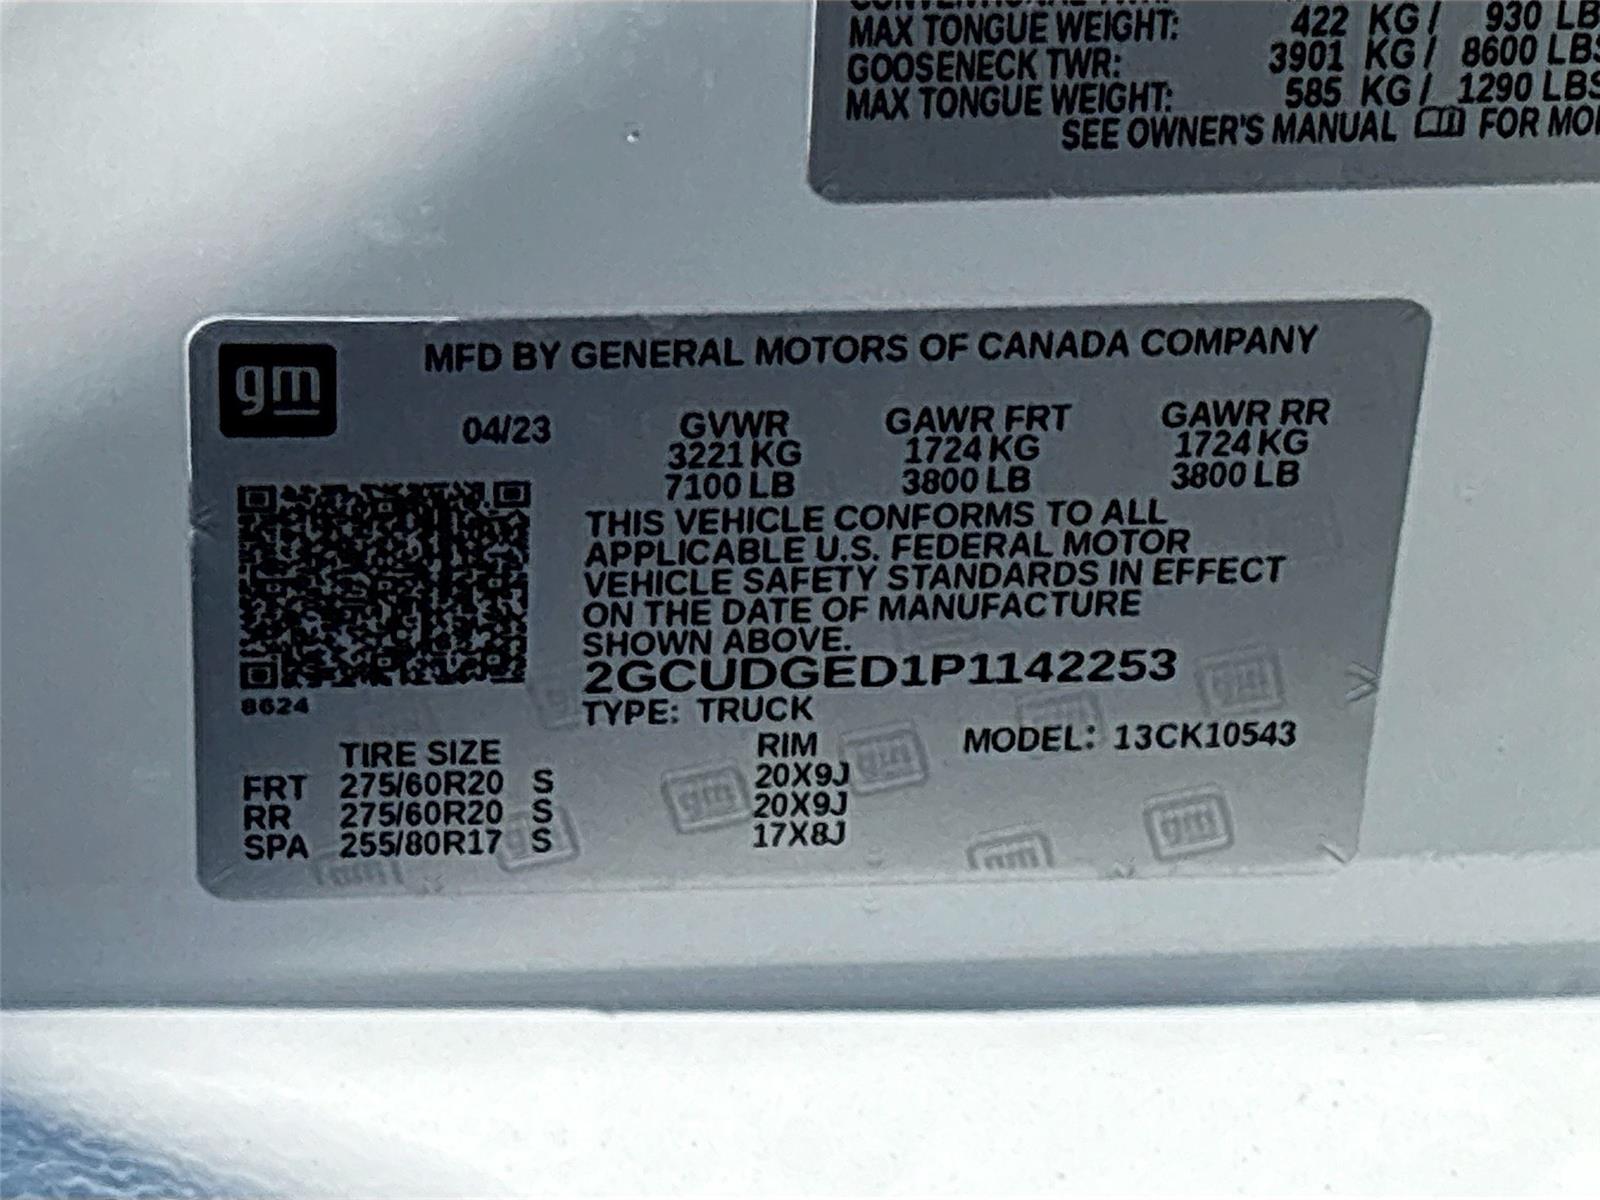 MAX TONGUE WEIGHT: 422 KG / 930 LB
GOOSENECK TWR: 3901 KG / 8600 LBS
MAX TONGUE WEIGHT: 585 KG / 1290 LBS
SEE OWNER'S MANUAL FOR
gm
MFD BY GENERAL MOTORS OF CANADA COMPANY
04/23 GVWR GAWR FRT GAWR RR
3221 KG 1724 KG 1724 KG
7100 LB 3800 LB 3800 LB
THIS VEHICLE CONFORMS TO ALL
APPLICABLE U.S. FEDERAL MOTOR
VEHICLE SAFETY STANDARDS IN EFFECT
ON THE DATE OF MANUFACTURE
SHOWN ABOVE.
2GCUDGED1P1142253
8624
TYPE: TRUCK
TIRE SIZE RIM MODEL: 13CK10543
FRT 275/60R20 S 20X9J
RR 275/60R20 S 20X9J
SPA 255/80R17 S 17X8J